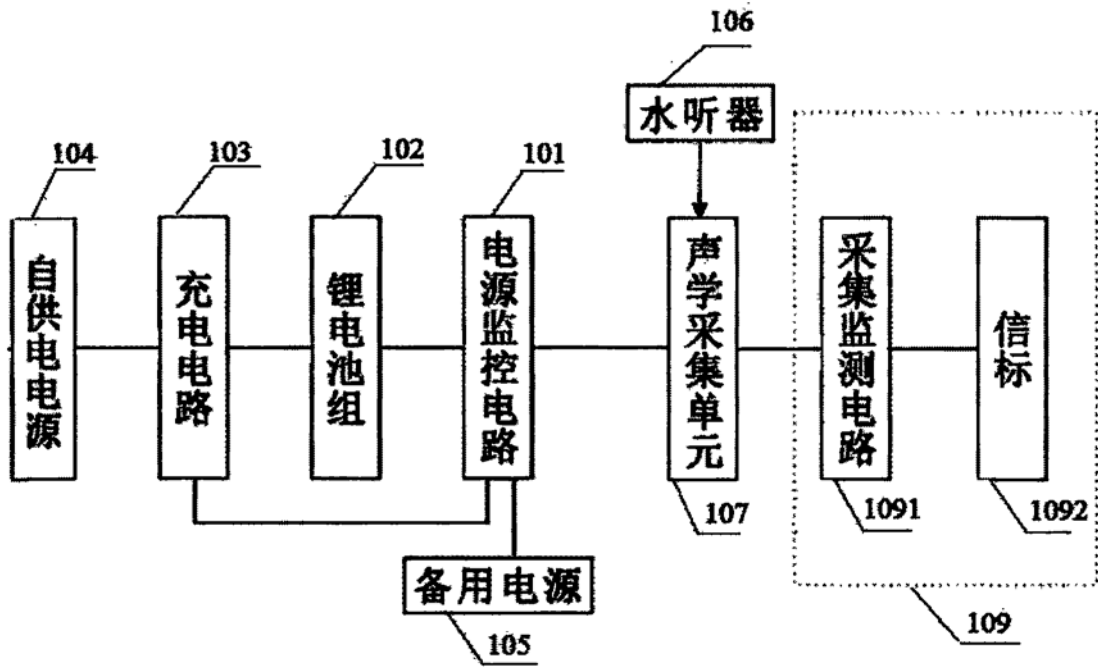 106
水听器
104
103
102
101
自供电电源
充电电路
锂电池组
电源监控电路
声学采集单元
采集监测电路
信标
107
1091
1092
备用电源
105
109